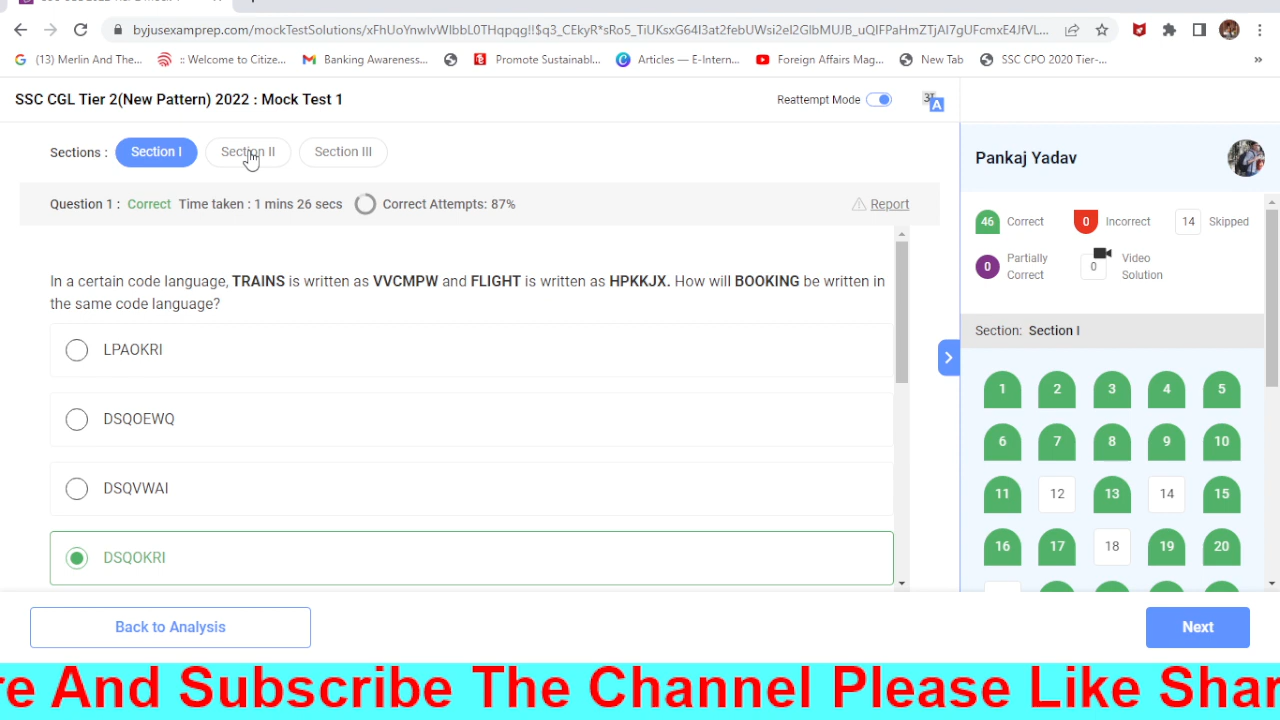 byjusexamprep.com/mockTestSolutions/xFhUoYnwIvWIbbL0THqpqg!!$q3_CEkyR*sRo5_TiUKsxG64I3at2febUWsi2eI2GIbMUJB_uQIFPaHmZTjAI7gUFcmxE4JfVL...
(13) Merlin And The...
:: Welcome to Citize...
Banking Awareness...
Promote Sustainabl...
Articles — E-Intern...
Foreign Affairs Mag...
New Tab
SSC CPO 2020 Tier-...
»
SSC CGL Tier 2(New Pattern) 2022 : Mock Test 1
Reattempt Mode
Sections :
Section I
Section II
Section III
Pankaj Yadav
Question 1 : Correct Time taken : 1 mins 26 secs Correct Attempts: 87%
Report
46 Correct
0 Incorrect
14 Skipped
0 Partially Correct
0 Video Solution
In a certain code language, TRAINS is written as VVCMPW and FLIGHT is written as HPKKJX. How will BOOKING be written in
the same code language?
LPAOKRI
DSQOEWQ
DSQVWAI
DSQOKRI
Section: Section I
1 2 3 4 5
6 7 8 9 10
11 12 13 14 15
16 17 18 19 20
Back to Analysis
Next
re And Subscribe The Channel Please Like Shar